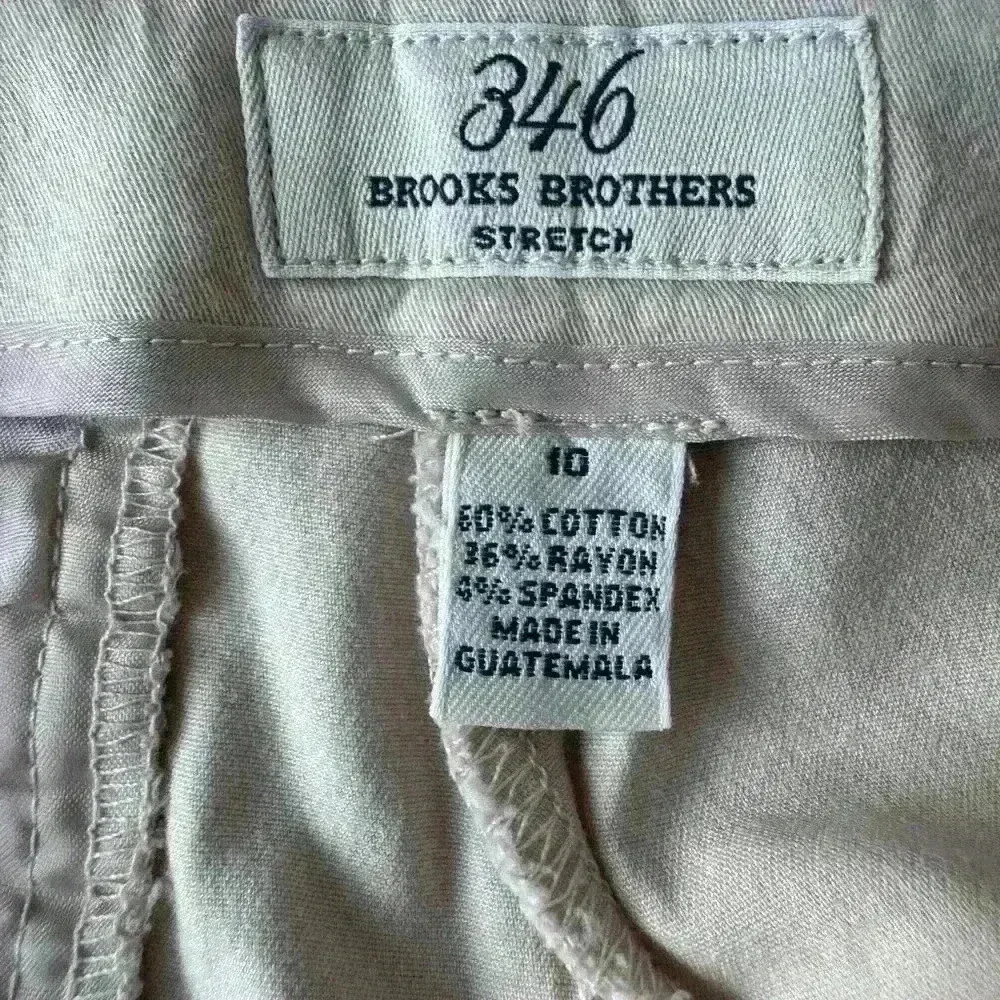 346
BROOKS BROTHERS
STRETCH
10
60% COTTON
36% RAYON
4% SPANDEX
MADE IN
GUATEMALA